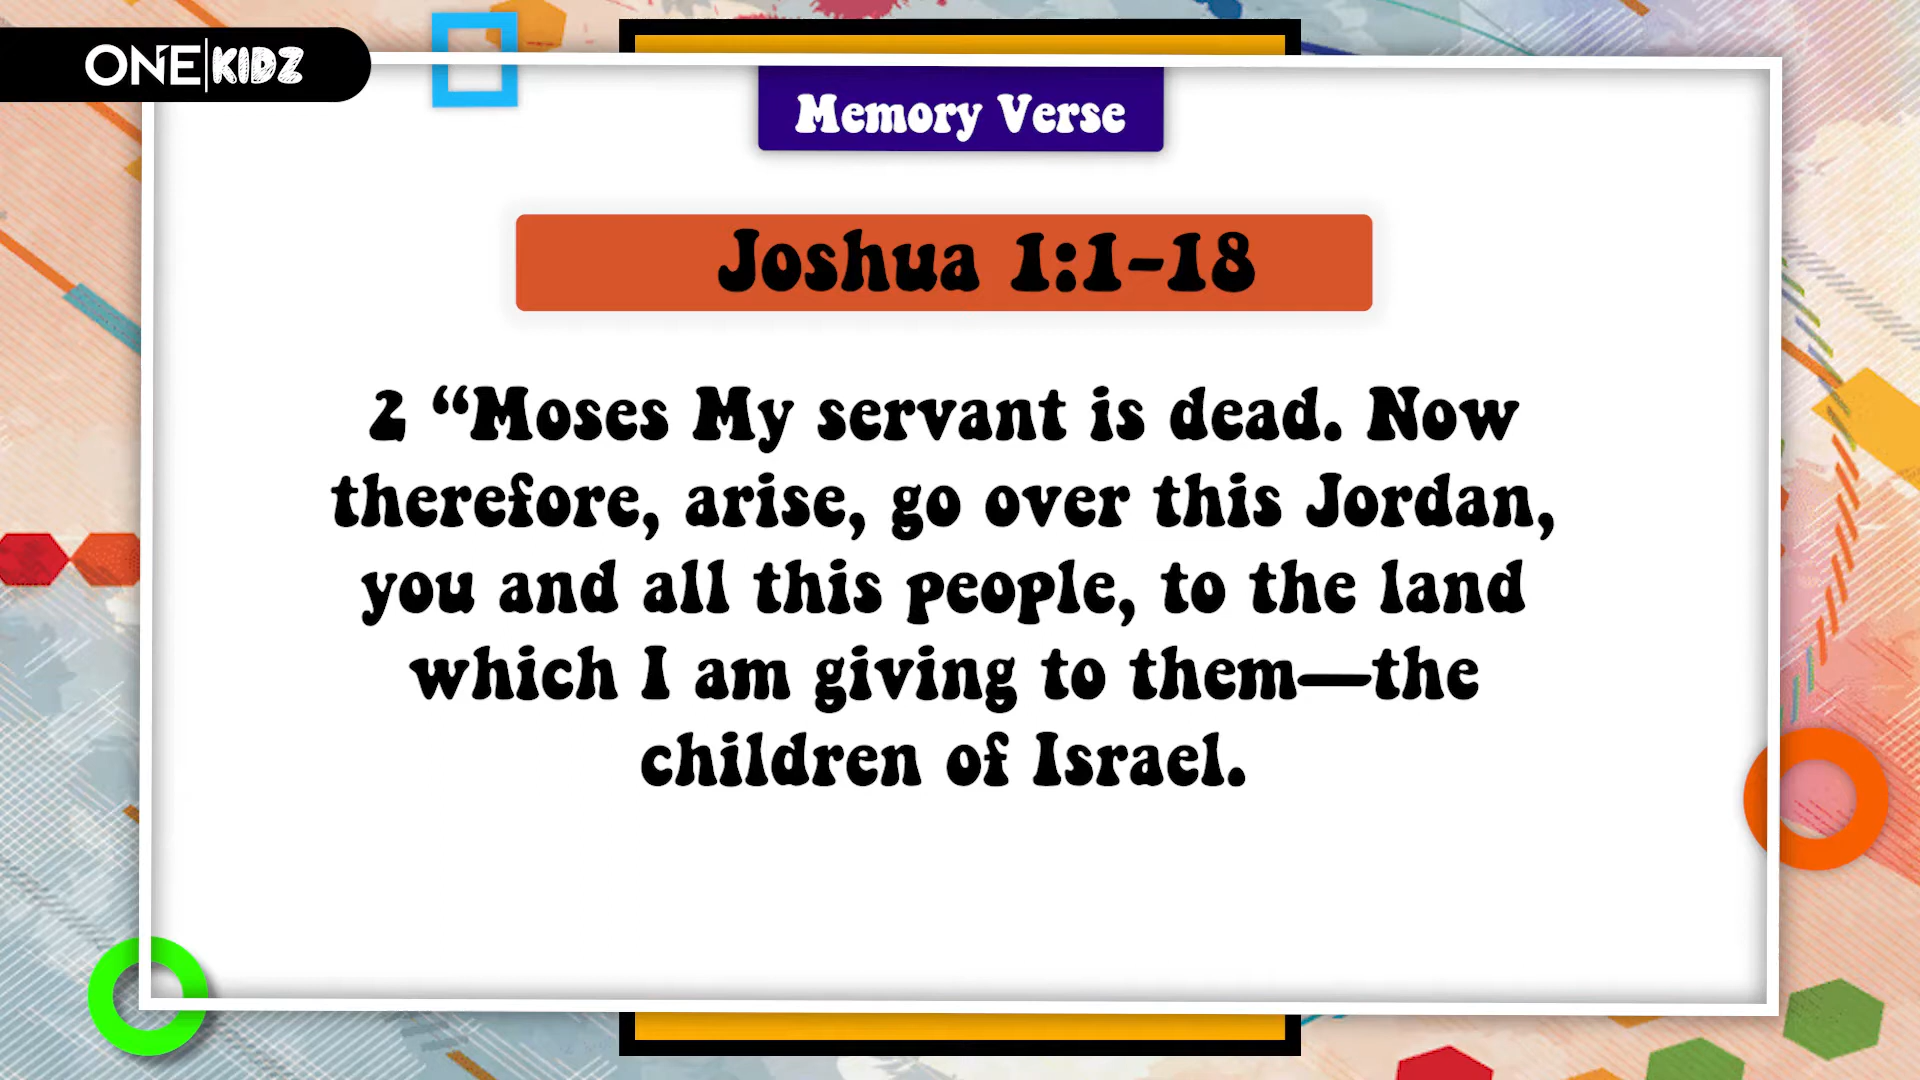 ONE|KIDZ
Memory Verse
Joshua 1:1-18
2 “Moses My servant is dead. Now
therefore, arise, go over this Jordan,
you and all this people, to the land
which I am giving to them—the
children of Israel.